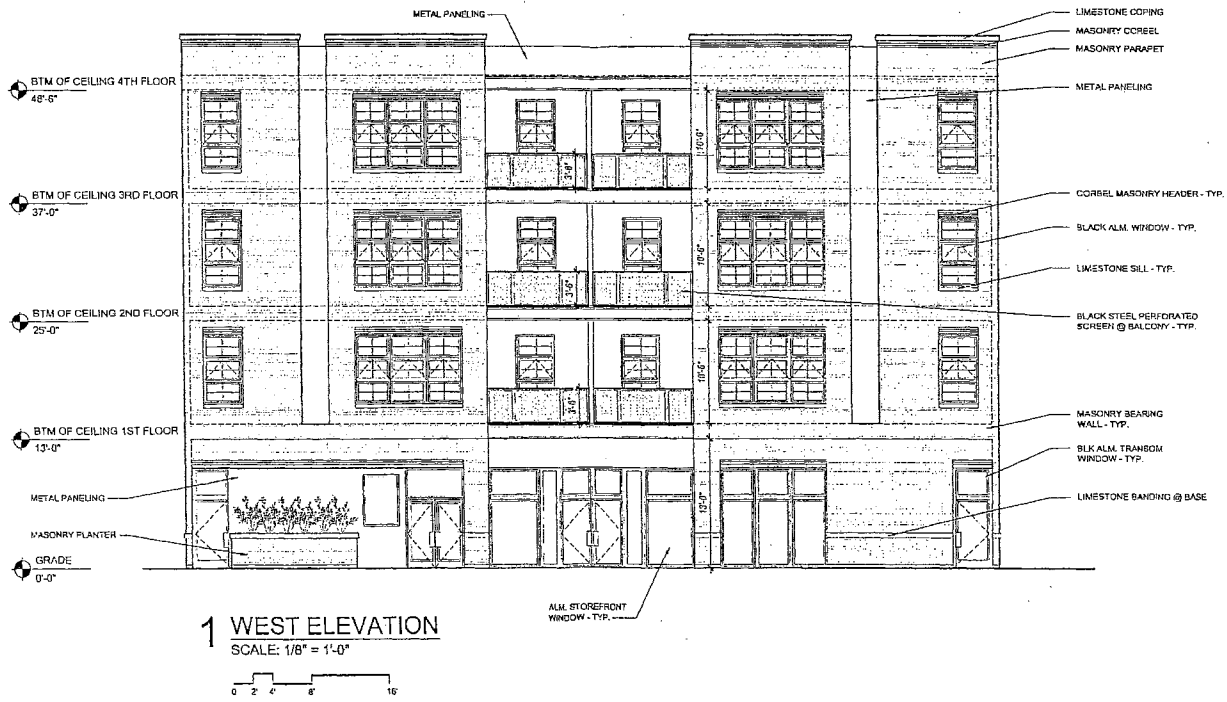 METAL PANELING
LIMESTONE COPING
MASONRY CORBEL
MASONRY PARAPET
METAL PANELING
BTM OF CEILING 4TH FLOOR
48'-6"
10'-6"
3'-6"
BTM OF CEILING 3RD FLOOR
37'-0"
CORBEL MASONRY HEADER - TYP.
BLACK ALM. WINDOW - TYP.
10'-6"
3'-6"
LIMESTONE SILL - TYP.
BTM OF CEILING 2ND FLOOR
25'-0"
BLACK STEEL PERFORATED
SCREEN @ BALCONY - TYP.
10'-6"
3'-6"
BTM OF CEILING 1ST FLOOR
13'-0"
MASONRY BEARING
WALL - TYP.
BLK ALM. TRANSOM
WINDOW - TYP.
METAL PANELING
13'-0"
LIMESTONE BANDING @ BASE
MASONRY PLANTER
GRADE
0'-0"
ALM. STOREFRONT
WINDOW - TYP.
1 WEST ELEVATION
SCALE: 1/8" = 1'-0"
0 2' 4' 8' 16'